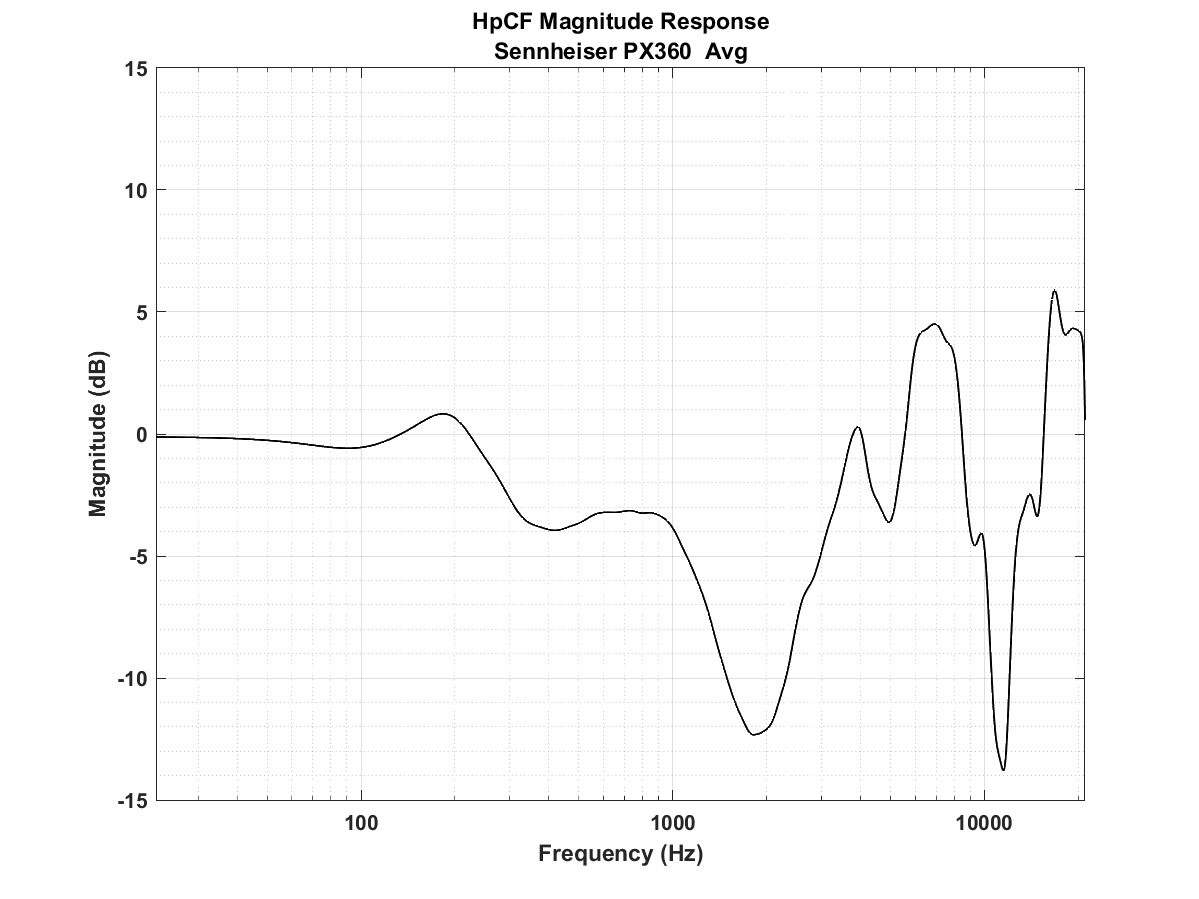 HpCF Magnitude Response
Sennheiser PX360  Avg
15
10
5
0
-5
-10
-15
Magnitude (dB)
100
1000
10000
Frequency (Hz)